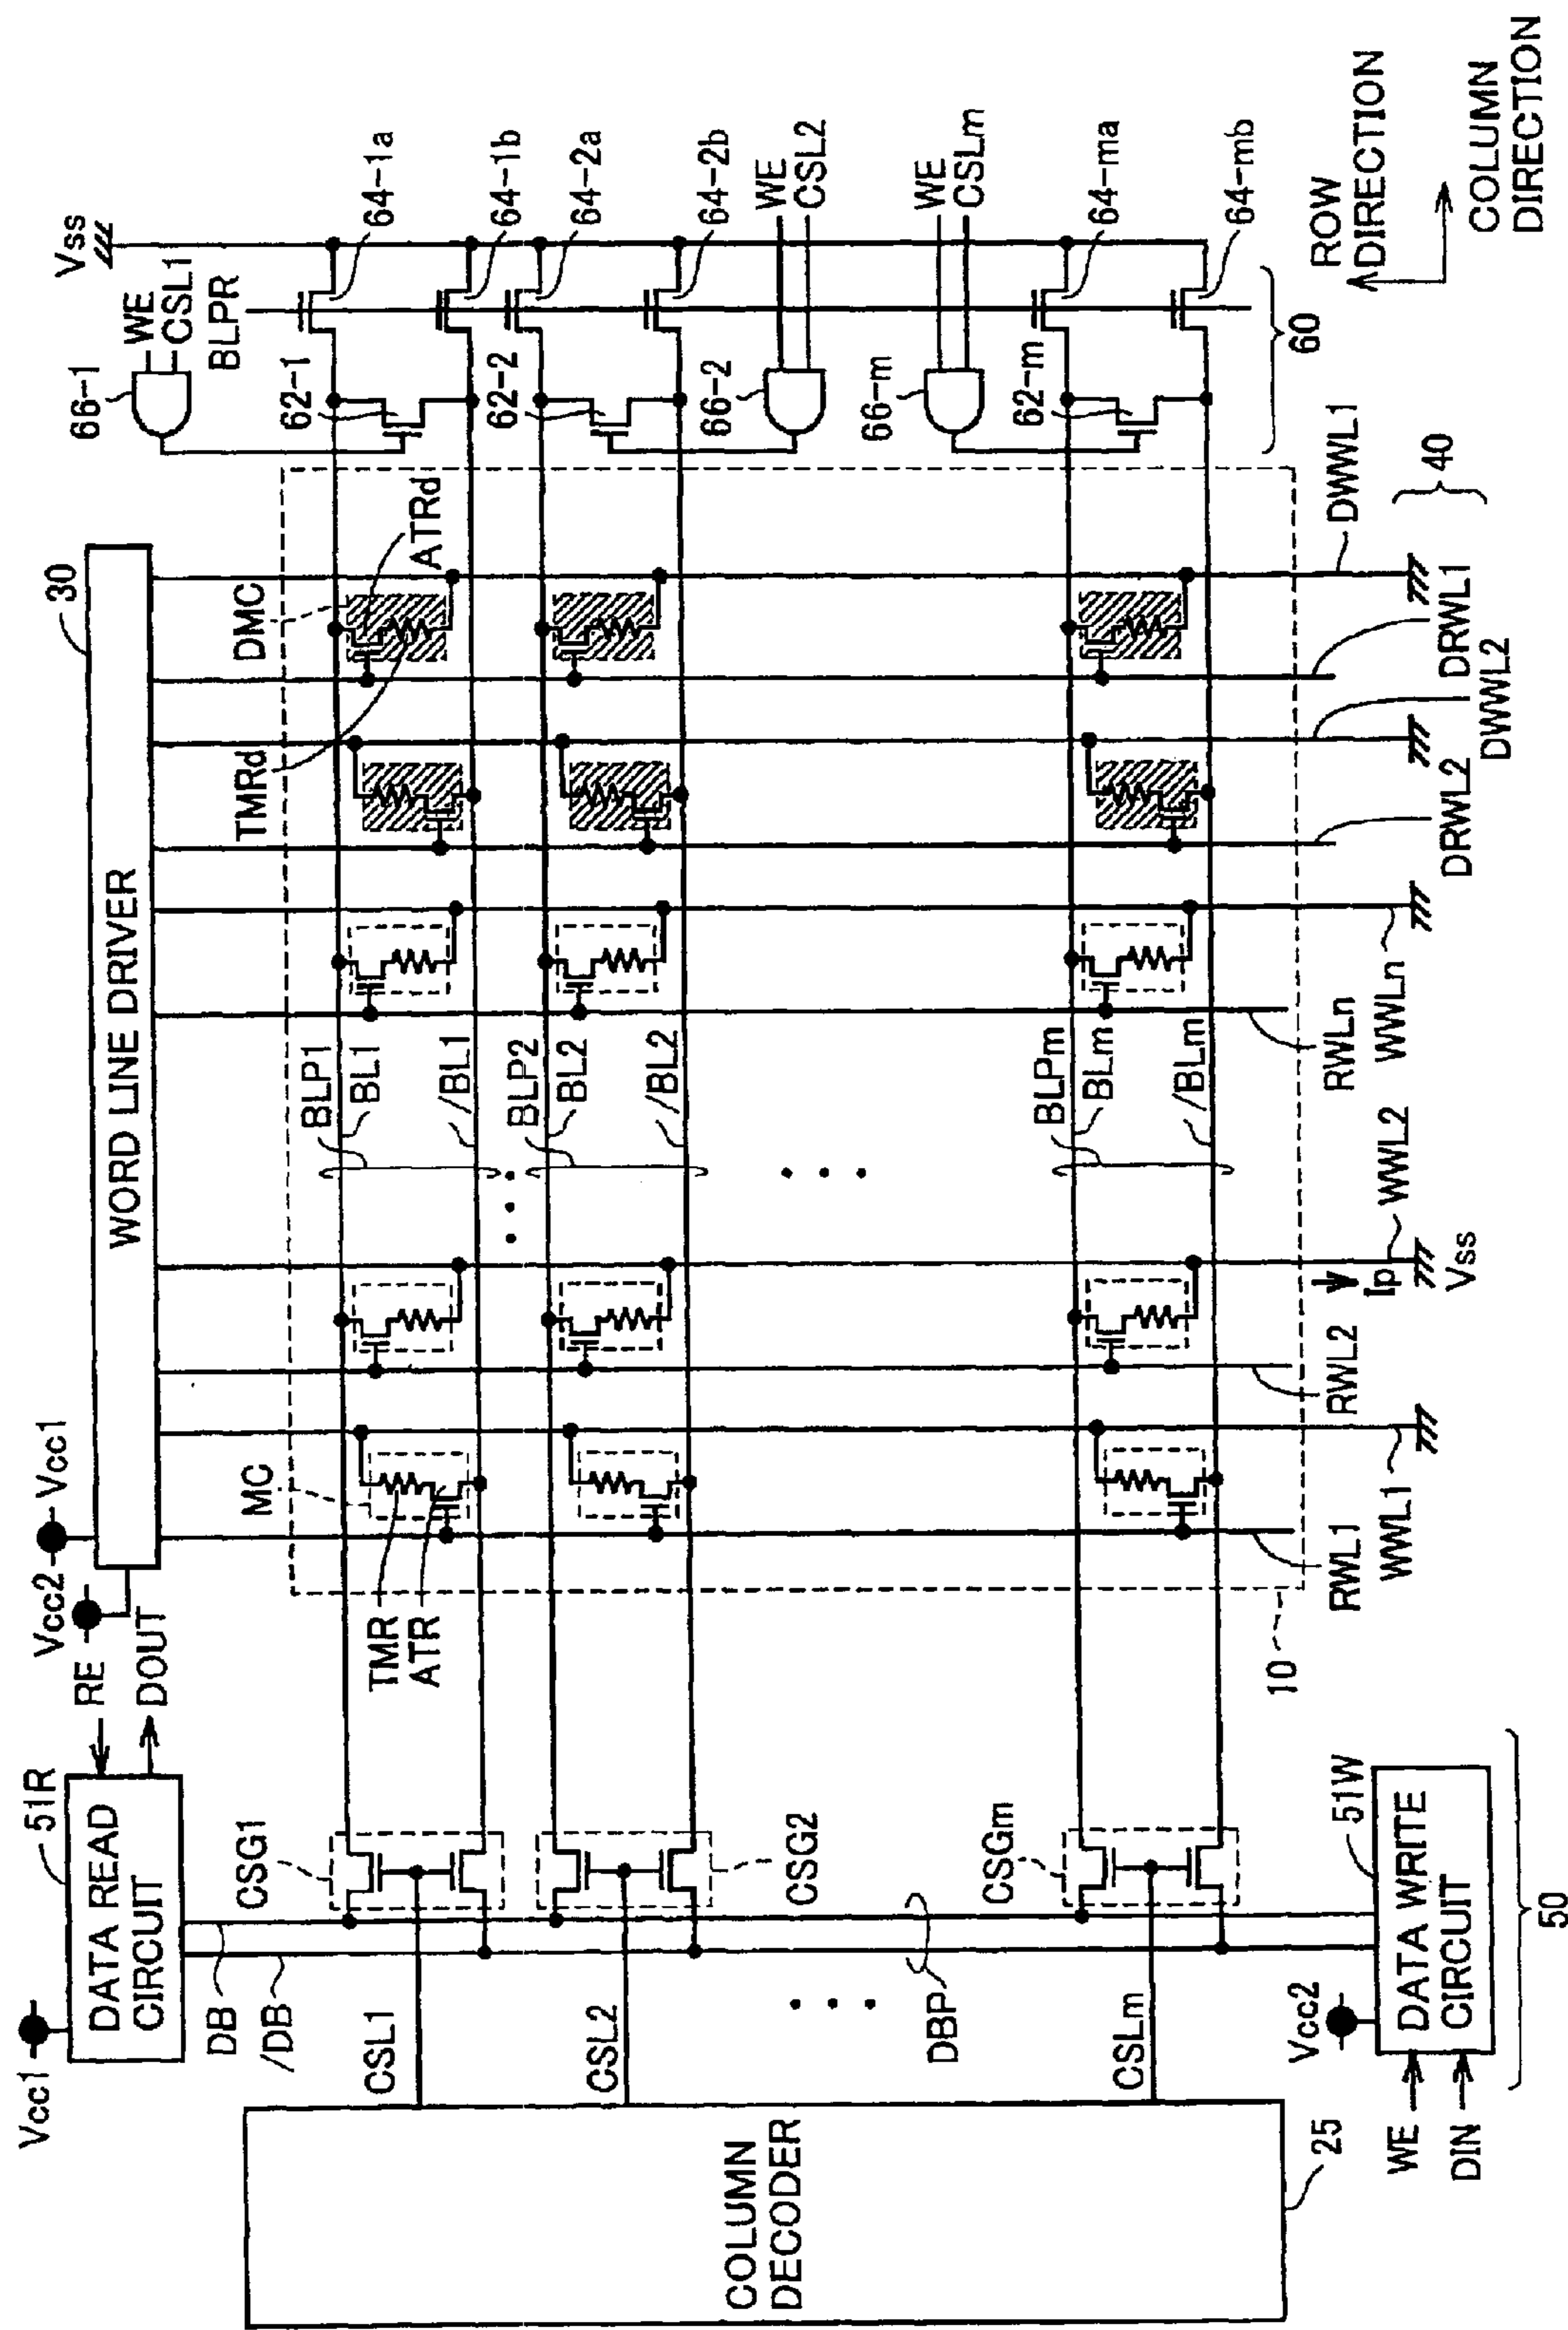 Vcc1
51R
DATA READ
CIRCUIT
RE
DOUT
Vcc2
Vcc1
30
WORD LINE DRIVER
DB
/DB
CSG1
CSL1
CSL2
CSG2
DBP
CSLm
CSGm
COLUMN
DECODER
25
Vcc2
51W
DATA WRITE
CIRCUIT
WE
DIN
50
MC
TMR
ATR
10
RWL1
WWL1
RWL2
WWL2
Ip
Vss
BLP1
BL1
/BL1
BLP2
BL2
/BL2
BLPm
BLm
/BLm
RWLn
WWLn
TMRd
DMC
ATRd
DRWL2
DWWL2
DRWL1
DWWL1
40
66-1
WE
CSL1
BLPR
Vss
62-1
64-1a
64-1b
62-2
64-2a
64-2b
66-2
WE
CSL2
66-m
WE
CSLm
62-m
64-ma
64-mb
60
ROW
DIRECTION
COLUMN
DIRECTION